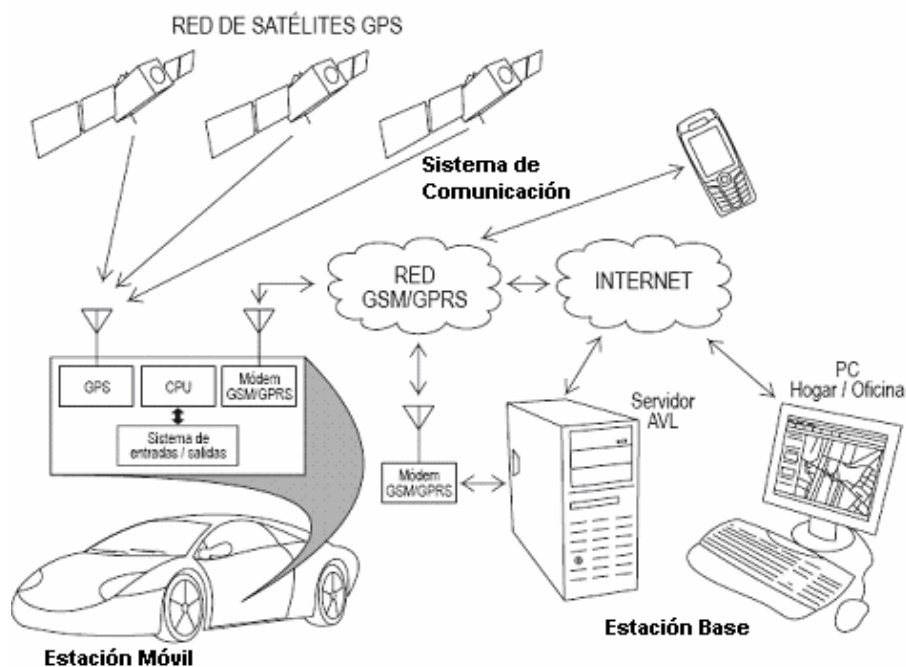 RED DE SATÉLITES GPS
Sistema de
Comunicación
RED
GSM/GPRS
INTERNET
GPS
CPU
Módem
GSM/GPRS
Sistema de
entradas / salidas
Módem
GSM/GPRS
Servidor
AVL
PC
Hogar / Oficina
Estación Móvil
Estación Base